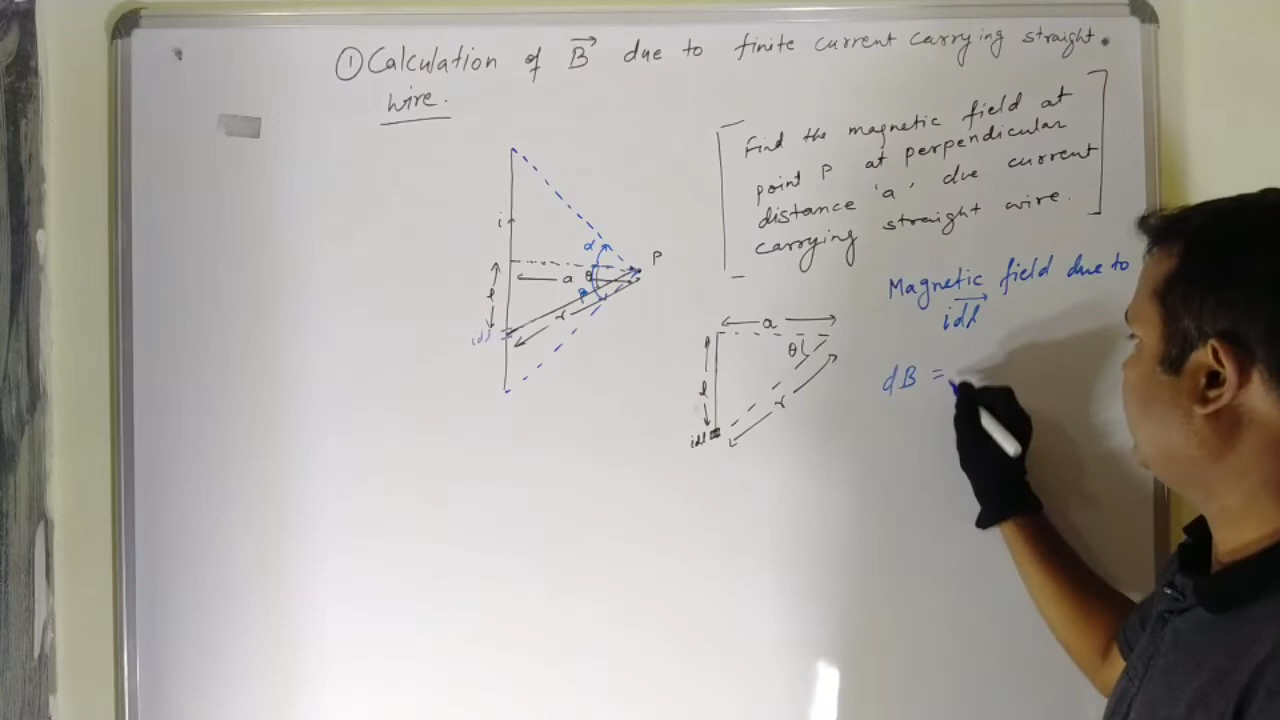 ① Calculation of B⃗ due to finite current carrying straight.
wire.
[Find the magnetic field at
point P at perpendicular
distance 'a' due current
carrying straight wire.]
i
α
P
a
θ
β
l
r
idl
a
θ
l
r
idl
Magnetic field due to
idl⃗
dB =